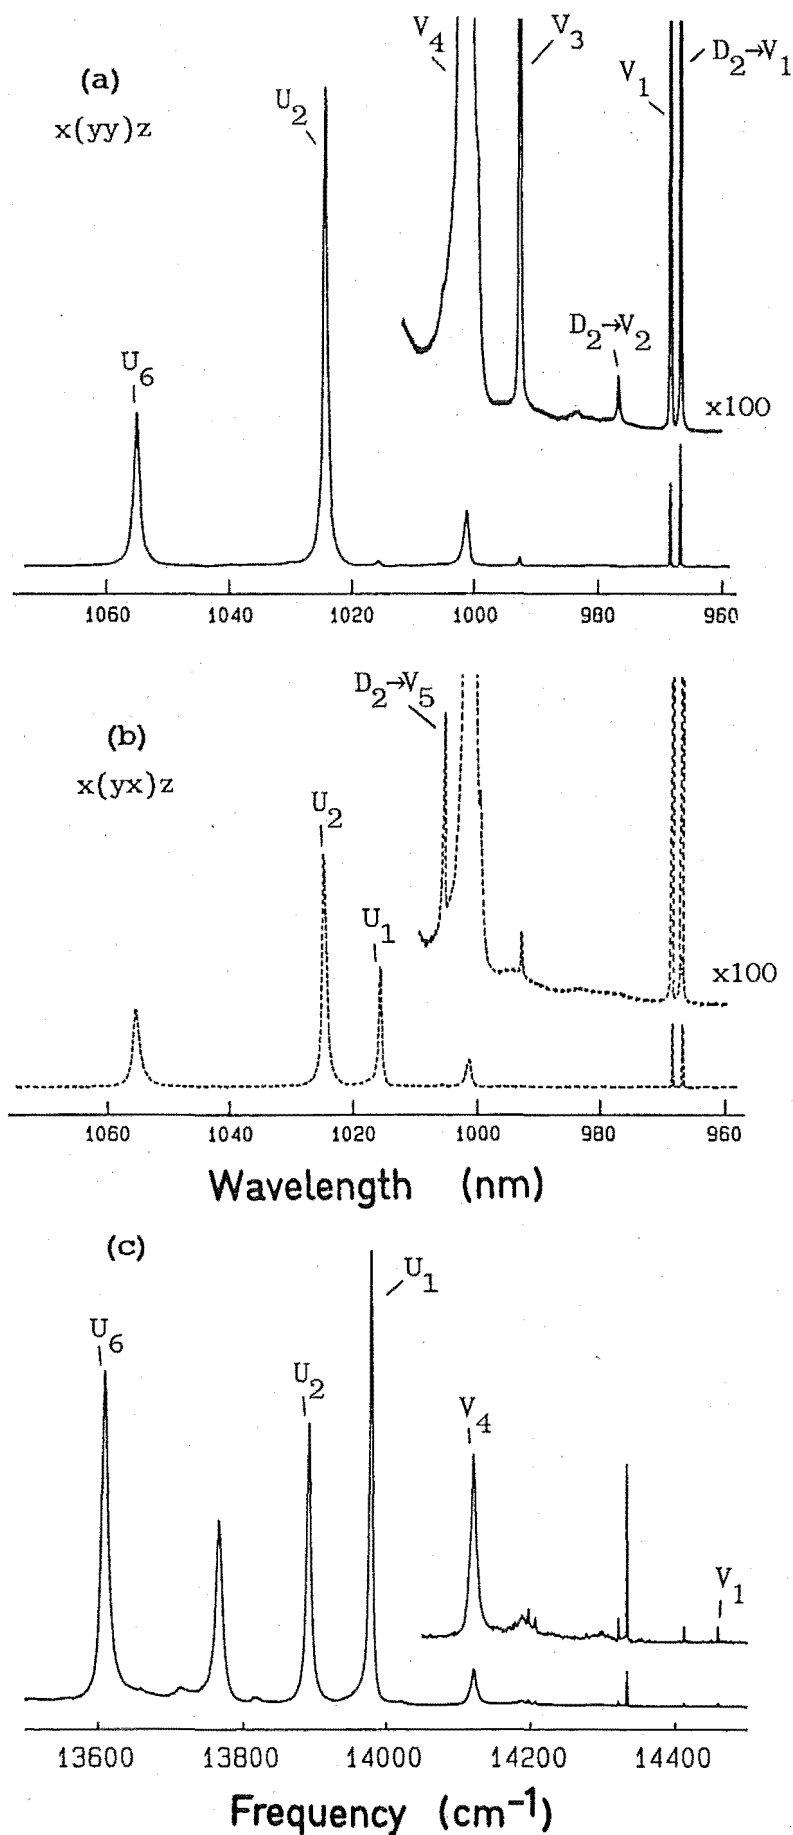 (a)
x(yy)z
U6
U2
V4
V3
V1
D2→V1
D2→V2
x100
1060 1040 1020 1000 980 960
(b)
x(yx)z
D2→V5
U2
U1
x100
1060 1040 1020 1000 980 960
Wavelength (nm)
(c)
U6
U2
U1
V4
V1
13600 13800 14000 14200 14400
Frequency (cm⁻¹)